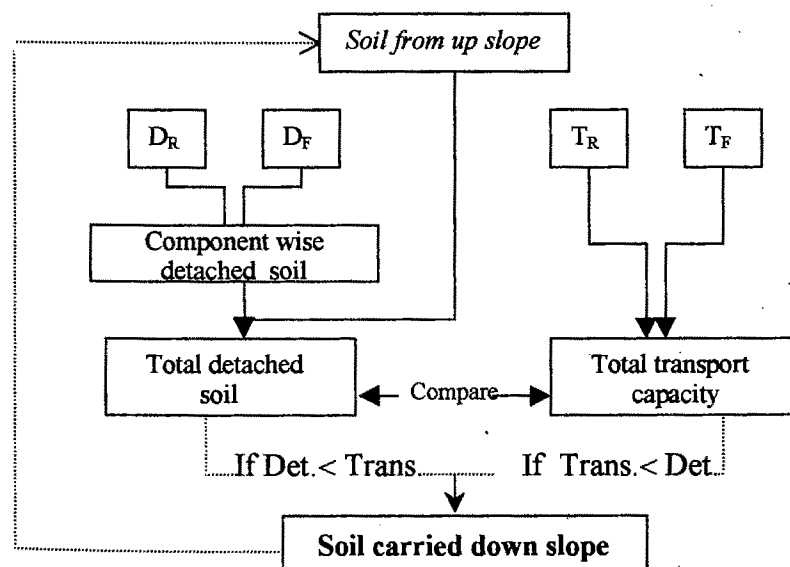 Soil from up slope
D_R
D_F
T_R
T_F
Component wise
detached soil
Total detached
soil
Compare
Total transport
capacity
If Det.< Trans.
If Trans.< Det.
Soil carried down slope